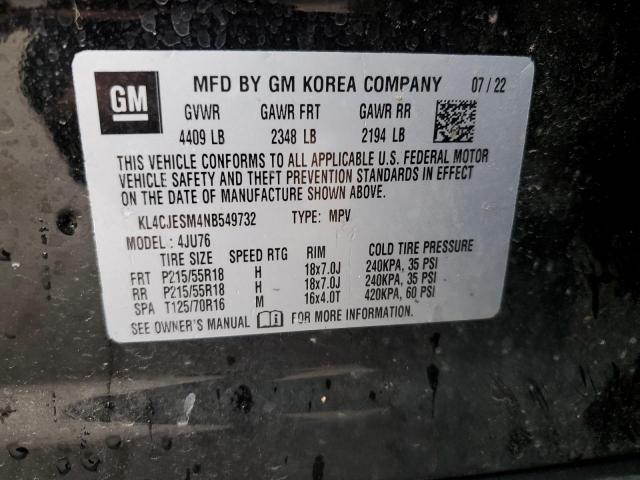 GM
MFD BY GM KOREA COMPANY 07 / 22
GVWR GAWR FRT GAWR RR
4409 LB 2348 LB 2194 LB
THIS VEHICLE CONFORMS TO ALL APPLICABLE U.S. FEDERAL MOTOR
VEHICLE SAFETY AND THEFT PREVENTION STANDARDS IN EFFECT
ON THE DATE OF MANUFACTURE SHOWN ABOVE.
KL4CJESM4NB549732 TYPE: MPV
MODEL: 4JU76
TIRE SIZE SPEED RTG RIM COLD TIRE PRESSURE
FRT P215/55R18 H 18x7.0J 240KPA, 35 PSI
RR P215/55R18 H 18x7.0J 240KPA, 35 PSI
SPA T125/70R16 M 16x4.0T 420KPA, 60 PSI
SEE OWNER'S MANUAL FOR MORE INFORMATION.